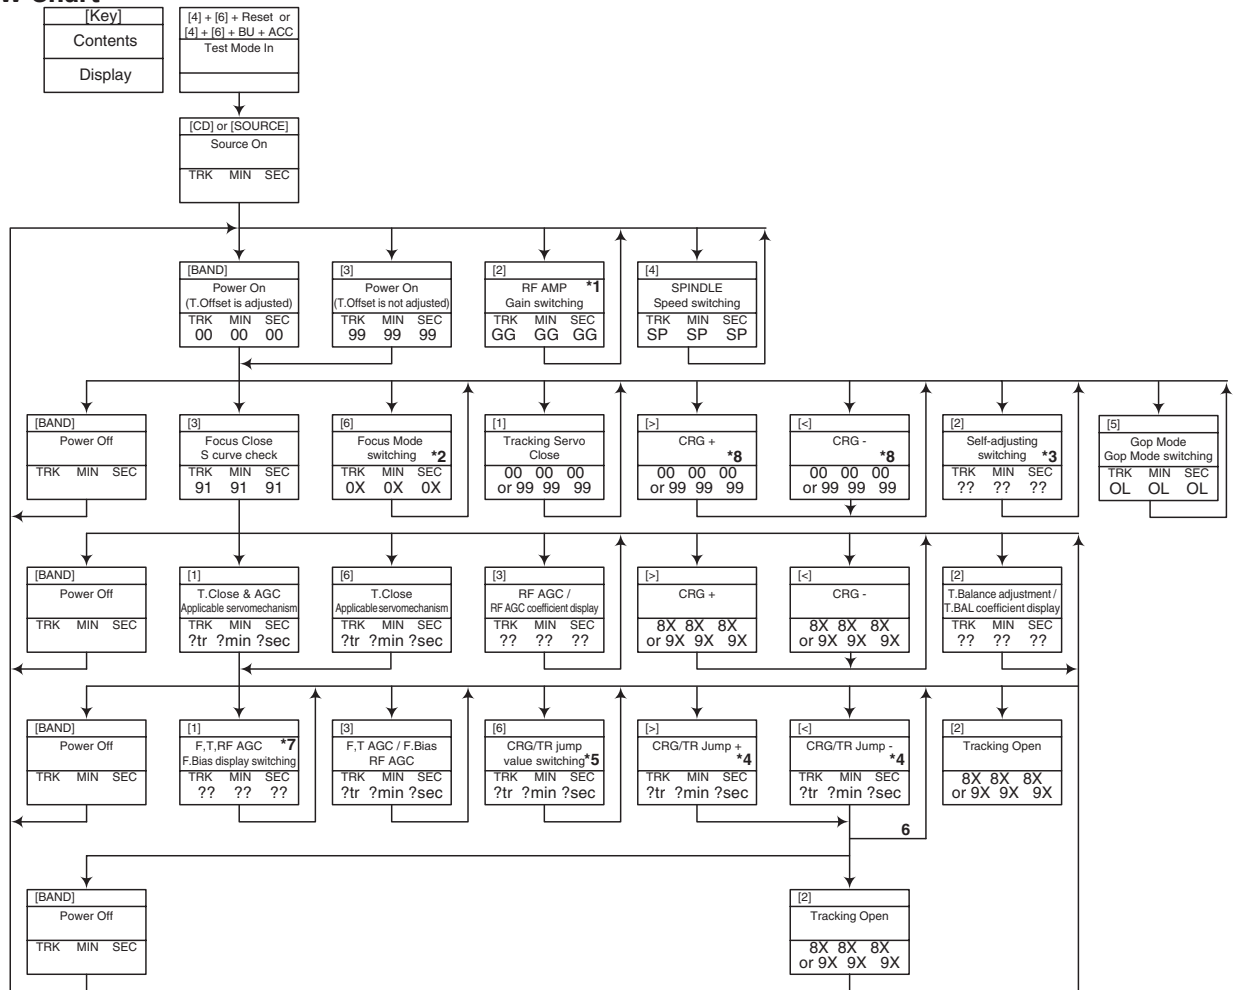 [Key]
Contents
Display
[4] + [6] + Reset or
[4] + [6] + BU + ACC
Test Mode In
[CD] or [SOURCE]
Source On
TRK MIN SEC
[BAND]
Power On
(T.Offset is adjusted)
TRK MIN SEC
00 00 00
[3]
Power On
(T.Offset is not adjusted)
TRK MIN SEC
99 99 99
[2]
RF AMP *1
Gain switching
TRK MIN SEC
GG GG GG
[4]
SPINDLE
Speed switching
TRK MIN SEC
SP SP SP
[BAND]
Power Off
TRK MIN SEC
[3]
Focus Close
S curve check
TRK MIN SEC
91 91 91
[6]
Focus Mode
switching *2
TRK MIN SEC
0X 0X 0X
[1]
Tracking Servo
Close
00 00 00
or 99 99 99
[>]
CRG +
*8
00 00 00
or 99 99 99
[<]
CRG -
*8
00 00 00
or 99 99 99
[2]
Self-adjusting
switching *3
TRK MIN SEC
?? ?? ??
[5]
Gop Mode
Gop Mode switching
TRK MIN SEC
OL OL OL
[BAND]
Power Off
TRK MIN SEC
[1]
T.Close & AGC
Applicable servomechanism
TRK MIN SEC
?tr ?min ?sec
[6]
T.Close
Applicable servomechanism
TRK MIN SEC
?tr ?min ?sec
[3]
RF AGC /
RF AGC coefficient display
TRK MIN SEC
?? ?? ??
[>]
CRG +
8X 8X 8X
or 9X 9X 9X
[<]
CRG -
8X 8X 8X
or 9X 9X 9X
[2]
T.Balance adjustment /
T.BAL coefficient display
TRK MIN SEC
?? ?? ??
[BAND]
Power Off
TRK MIN SEC
[1]
F,T,RF AGC *7
F.Bias display switching
TRK MIN SEC
?? ?? ??
[3]
F,T AGC / F.Bias
RF AGC
TRK MIN SEC
?tr ?min ?sec
[6]
CRG/TR jump
value switching*5
TRK MIN SEC
?tr ?min ?sec
[>]
CRG/TR Jump +
*4
TRK MIN SEC
?tr ?min ?sec
[<]
CRG/TR Jump -
*4
TRK MIN SEC
?tr ?min ?sec
[2]
Tracking Open
8X 8X 8X
or 9X 9X 9X
6
[BAND]
Power Off
TRK MIN SEC
[2]
Tracking Open
8X 8X 8X
or 9X 9X 9X